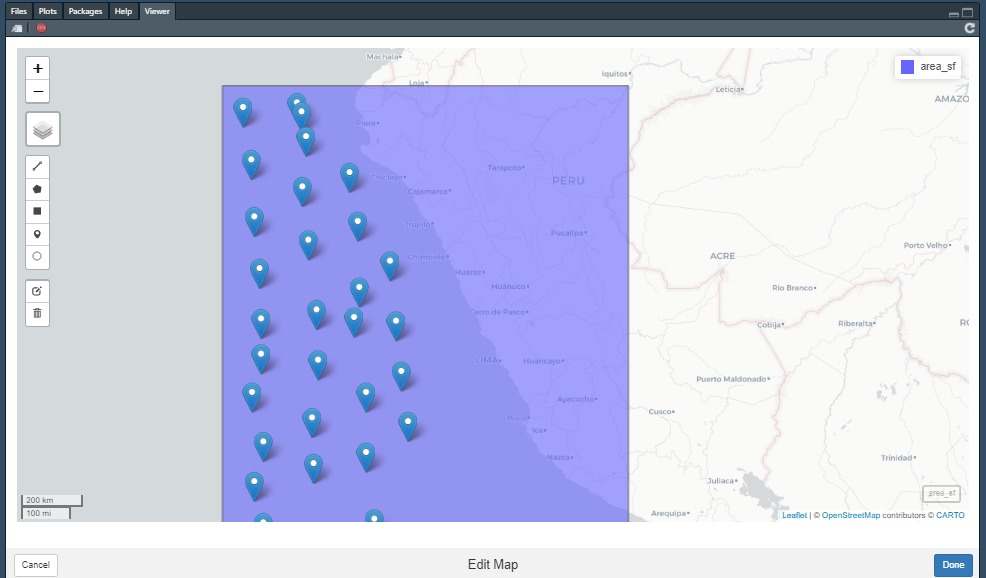 Files Plots Packages Help Viewer
area_sf
Machala
Loja
Iquitos
Leticia
AMAZO
Piura
Tarapoto
PERU
Chiclayo
Cajamarca
Trujillo
Pucallpa
Chimbote
Porto Velho
ACRE
Huaraz
Huánuco
Rio Branco
Cerro de Pasco
Cobija
Riberalta
RO
LIMA
Huancayo
Puerto Maldonado
Ayacucho
Cusco
Pisco
Ica
Nazca
Trinidad
Juliaca
area_sf
200 km
100 mi
Arequipa
Leaflet | © OpenStreetMap contributors © CARTO
Cancel Edit Map Done